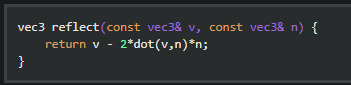 vec3 reflect(const vec3& v, const vec3& n) {
    return v - 2*dot(v,n)*n;
}